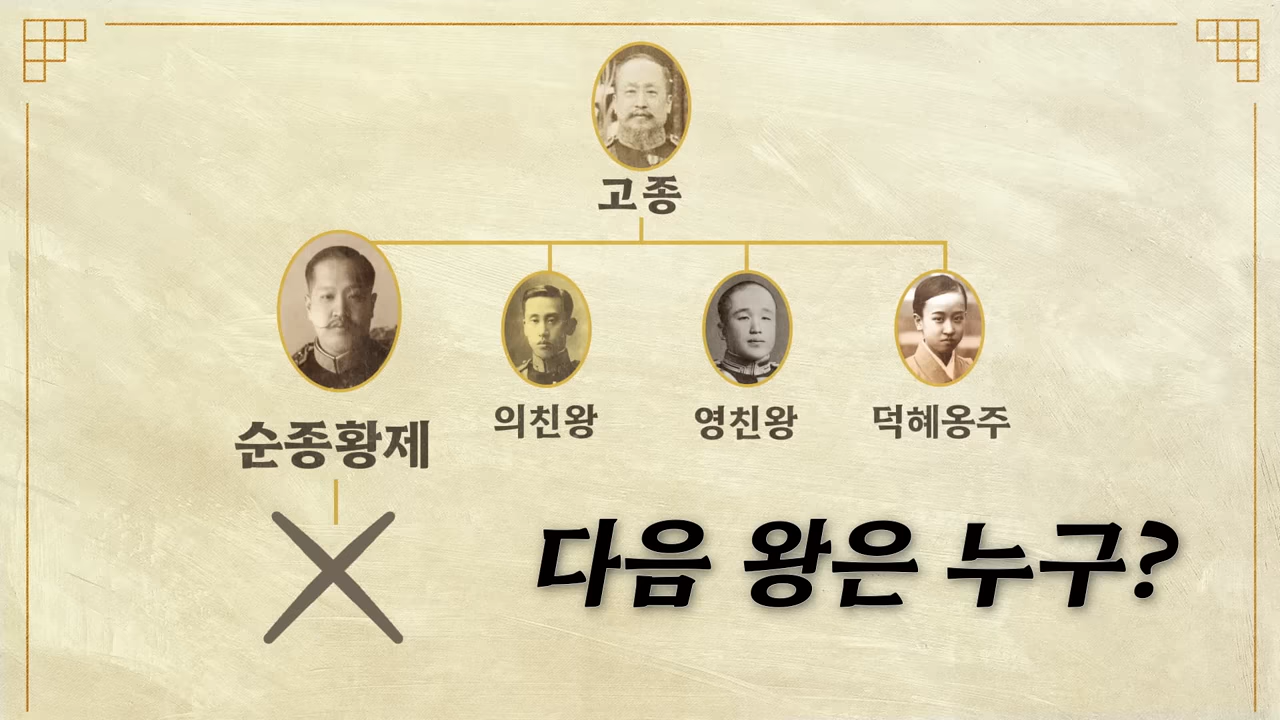 고종
순종황제
의친왕
영친왕
덕혜옹주
다음 왕은 누구?